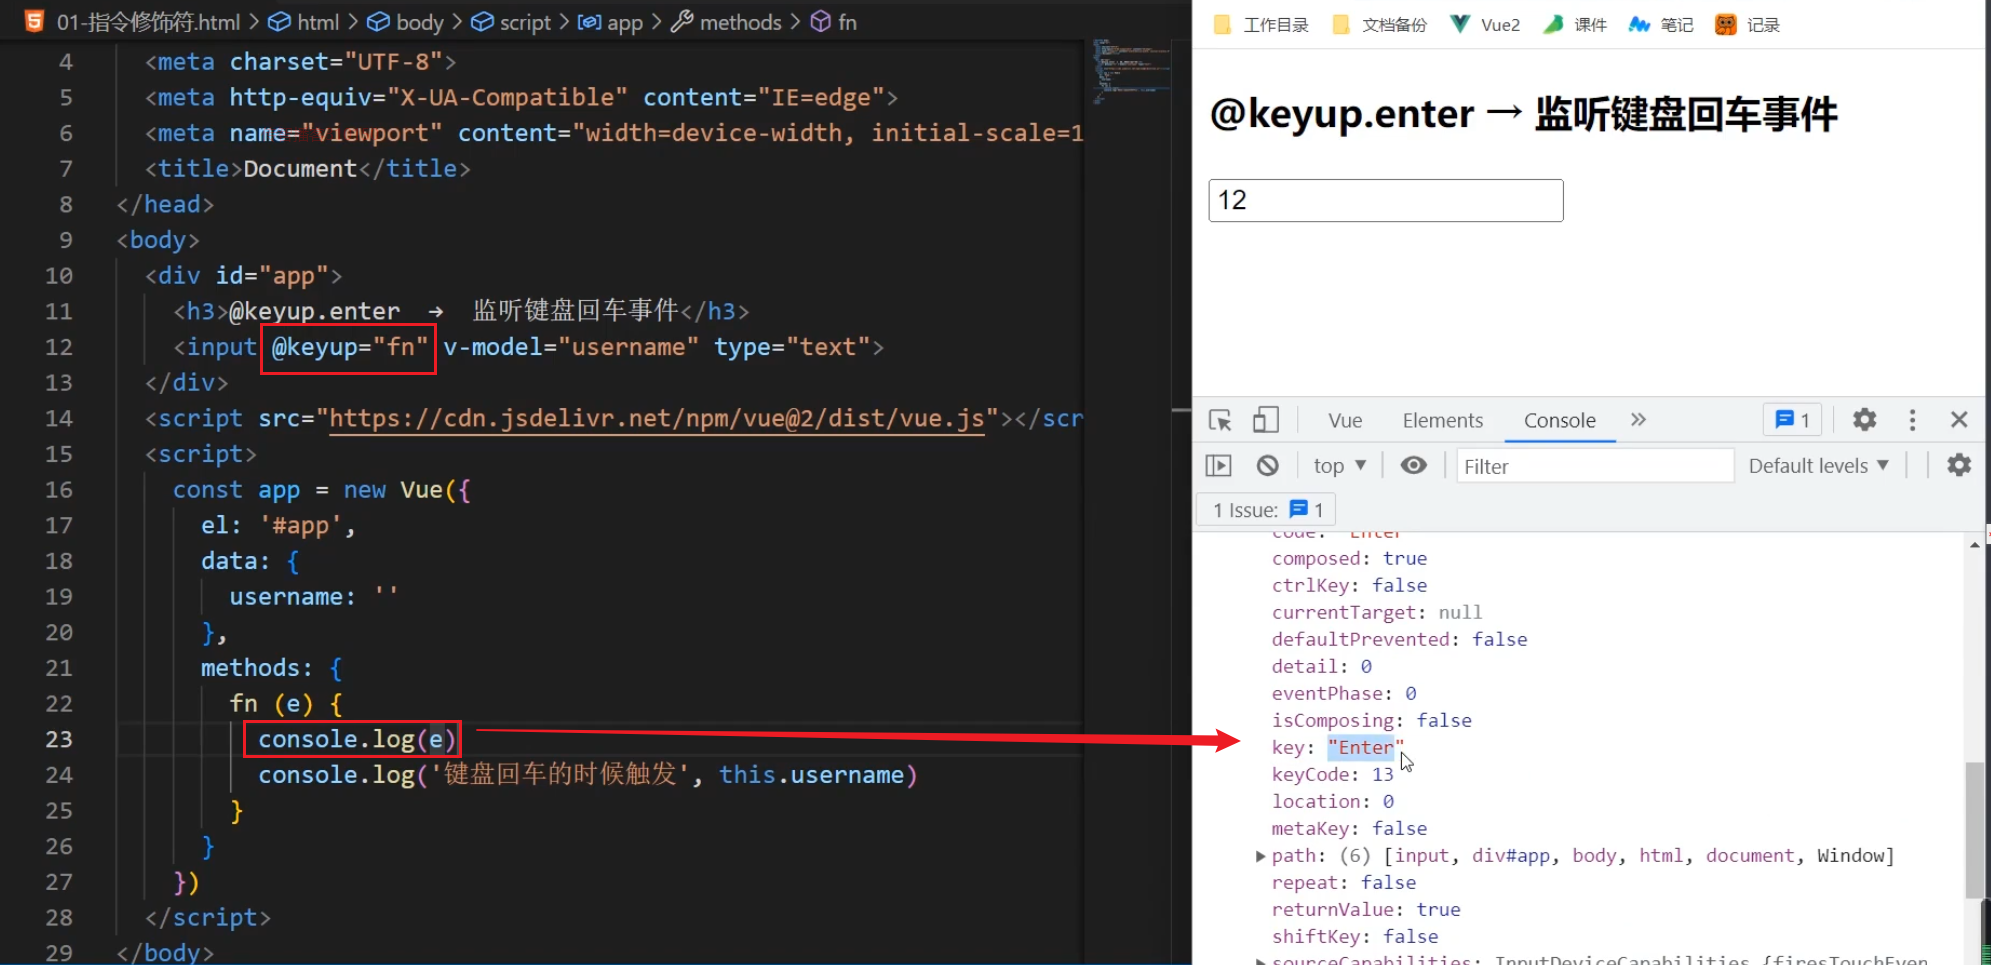 01-指令修饰符.html > html > body > script > app > methods > fn
4 <meta charset="UTF-8">
5 <meta http-equiv="X-UA-Compatible" content="IE=edge">
6 <meta name="viewport" content="width=device-width, initial-scale=1
7 <title>Document</title>
8 </head>
9 <body>
10 <div id="app">
11 <h3>@keyup.enter → 监听键盘回车事件</h3>
12 <input @keyup="fn" v-model="username" type="text">
13 </div>
14 <script src="https://cdn.jsdelivr.net/npm/vue@2/dist/vue.js"></scr
15 <script>
16 const app = new Vue({
17 el: '#app',
18 data: {
19 username: ''
20 },
21 methods: {
22 fn (e) {
23 console.log(e)
24 console.log('键盘回车的时候触发', this.username)
25 }
26 }
27 })
28 </script>
29 </body>
工作目录 文档备份 Vue2 课件 笔记 记录
@keyup.enter → 监听键盘回车事件
12
Vue Elements Console » 1
top ▼ Filter Default levels ▼
1 Issue: 1
code: "Enter"
composed: true
ctrlKey: false
currentTarget: null
defaultPrevented: false
detail: 0
eventPhase: 0
isComposing: false
key: "Enter"
keyCode: 13
location: 0
metaKey: false
path: (6) [input, div#app, body, html, document, Window]
repeat: false
returnValue: true
shiftKey: false
sourceCapabilities: InputDeviceCapabilities {firesTouchEven